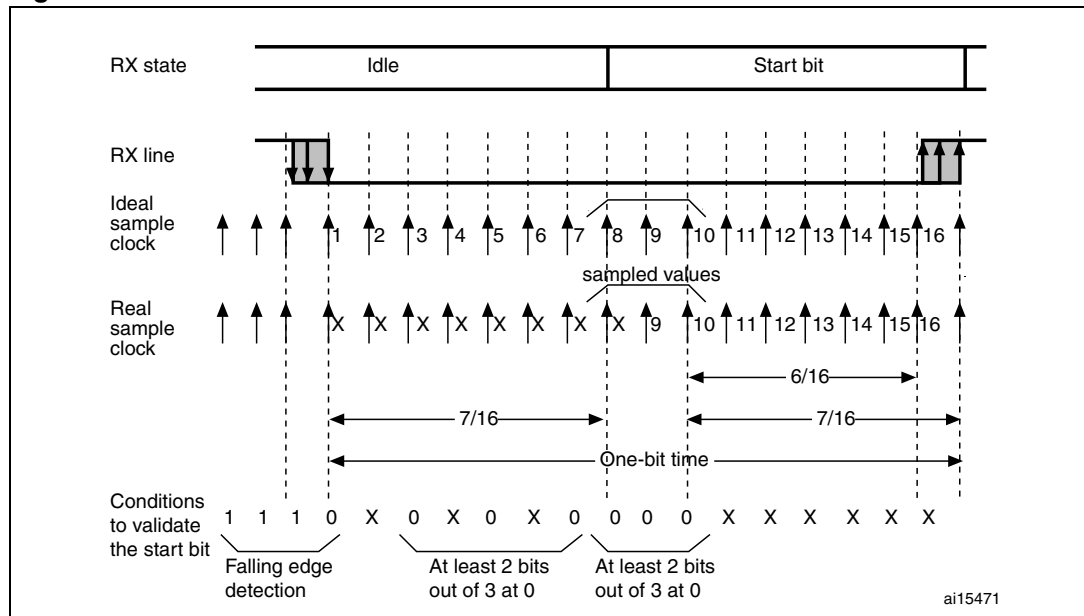 RX state Idle Start bit
RX line
Ideal
sample
clock
1 2 3 4 5 6 7 8 9 10 11 12 13 14 15 16
sampled values
Real
sample
clock
X X X X X X X X 9 10 11 12 13 14 15 16
6/16
7/16 7/16
One-bit time
Conditions
to validate
the start bit
1 1 1 0 X 0 X 0 X 0 0 0 0 X X X X X X
Falling edge
detection
At least 2 bits
out of 3 at 0
At least 2 bits
out of 3 at 0
ai15471